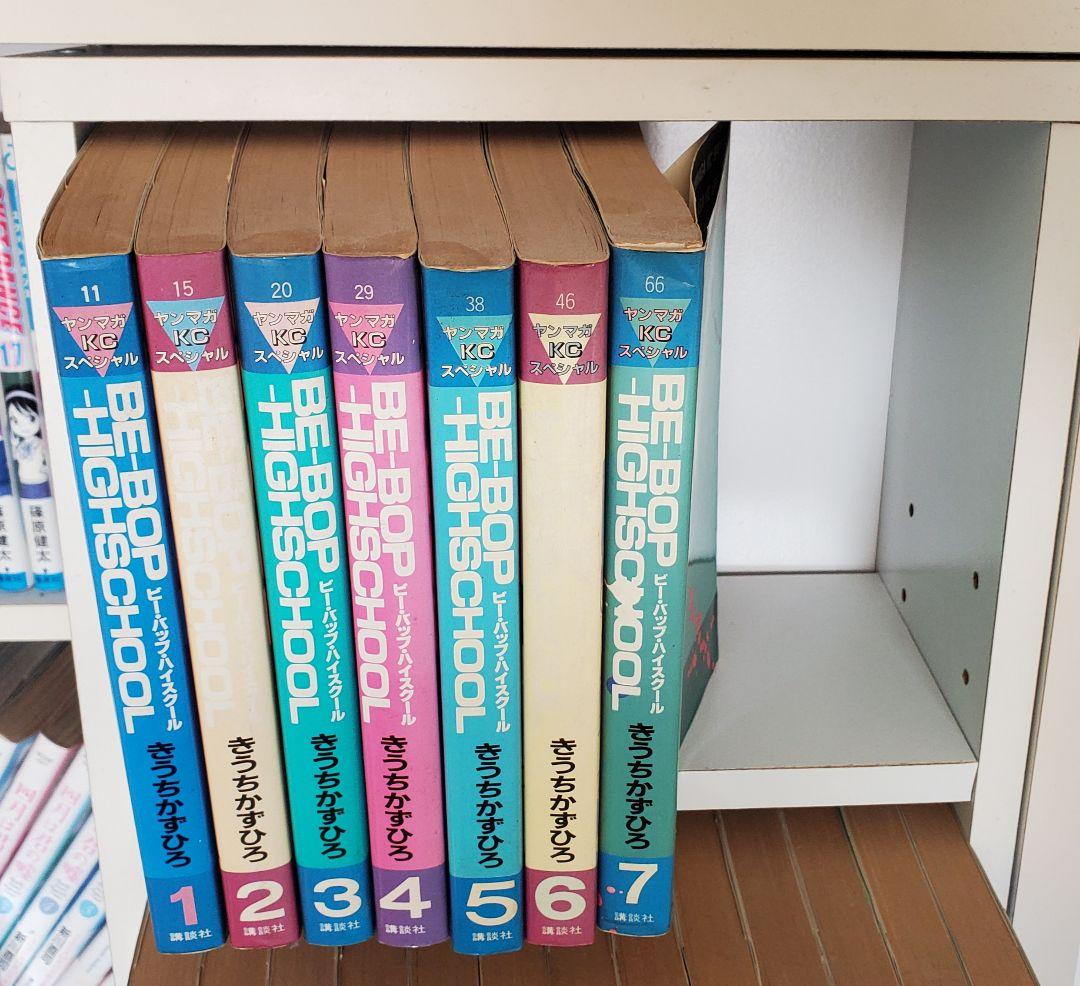 11
ヤンマガ
KC
スペシャル
BE-BOP
-HIGHSCHOOL
ビー・バップ・ハイスクール
きうちかずひろ
1
講談社
15
ヤンマガ
KC
スペシャル
BE-BOP
-HIGHSCHOOL
きうちかずひろ
2
講談社
20
ヤンマガ
KC
スペシャル
BE-BOP
-HIGHSCHOOL
ビー・バップ・ハイスクール
きうちかずひろ
3
講談社
29
ヤンマガ
KC
スペシャル
BE-BOP
-HIGHSCHOOL
ビー・バップ・ハイスクール
きうちかずひろ
4
講談社
38
ヤンマガ
KC
スペシャル
BE-BOP
-HIGHSCHOOL
ビー・バップ・ハイスクール
きうちかずひろ
5
講談社
46
ヤンマガ
KC
スペシャル
きうちかずひろ
6
講談社
66
ヤンマガ
KC
スペシャル
BE-BOP
-HIGHSCHOOL
ビー・バップ・ハイスクール
きうちかずひろ
7
講談社
17
篠原健太